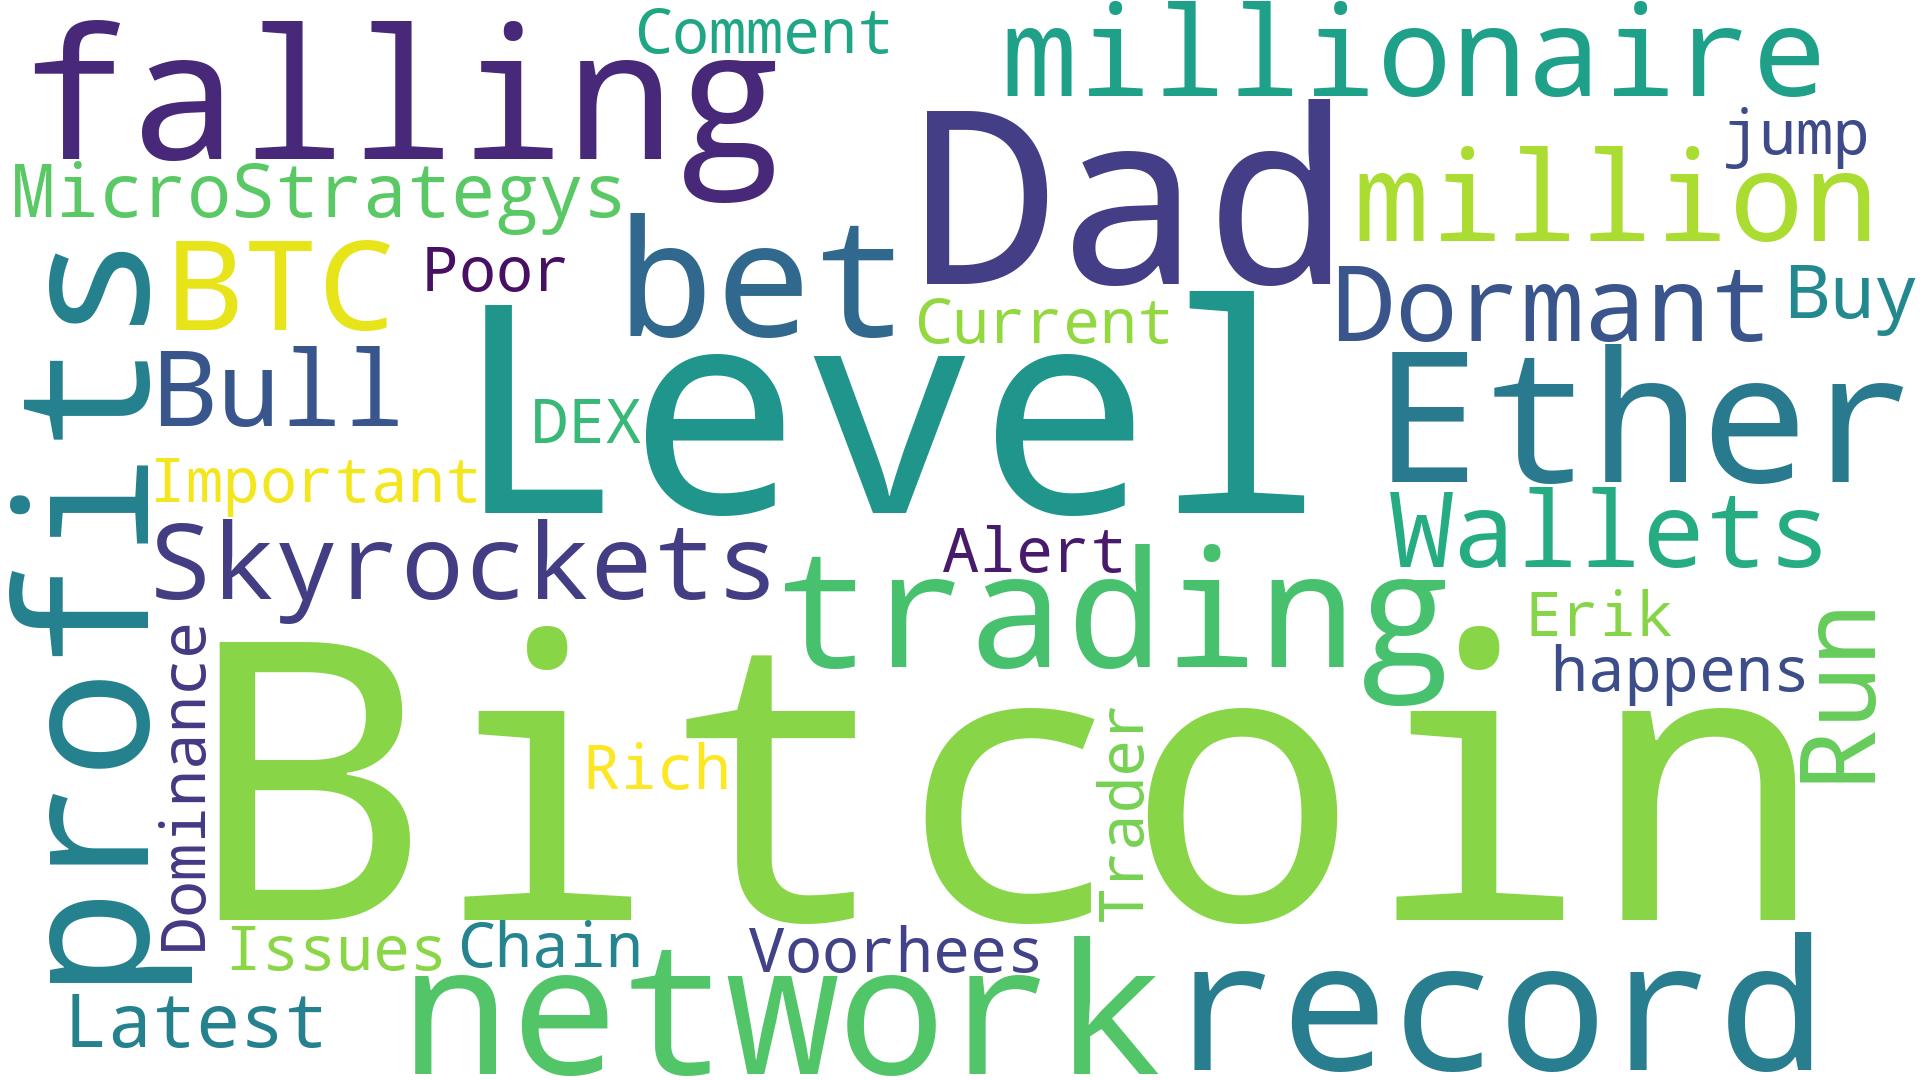 falling
Comment
millionaire
Dad
jump
MicroStrategys
million
BTC
Poor
bet
Dormant
Buy
Current
profits
Bull
Level
Ether
DEX
Important
Wallets
Skyrockets
Alert
trading
Erik
happens
Run
Dominance
Bitcoin
Rich
Trader
Issues
Chain
Voorhees
network
record
Latest